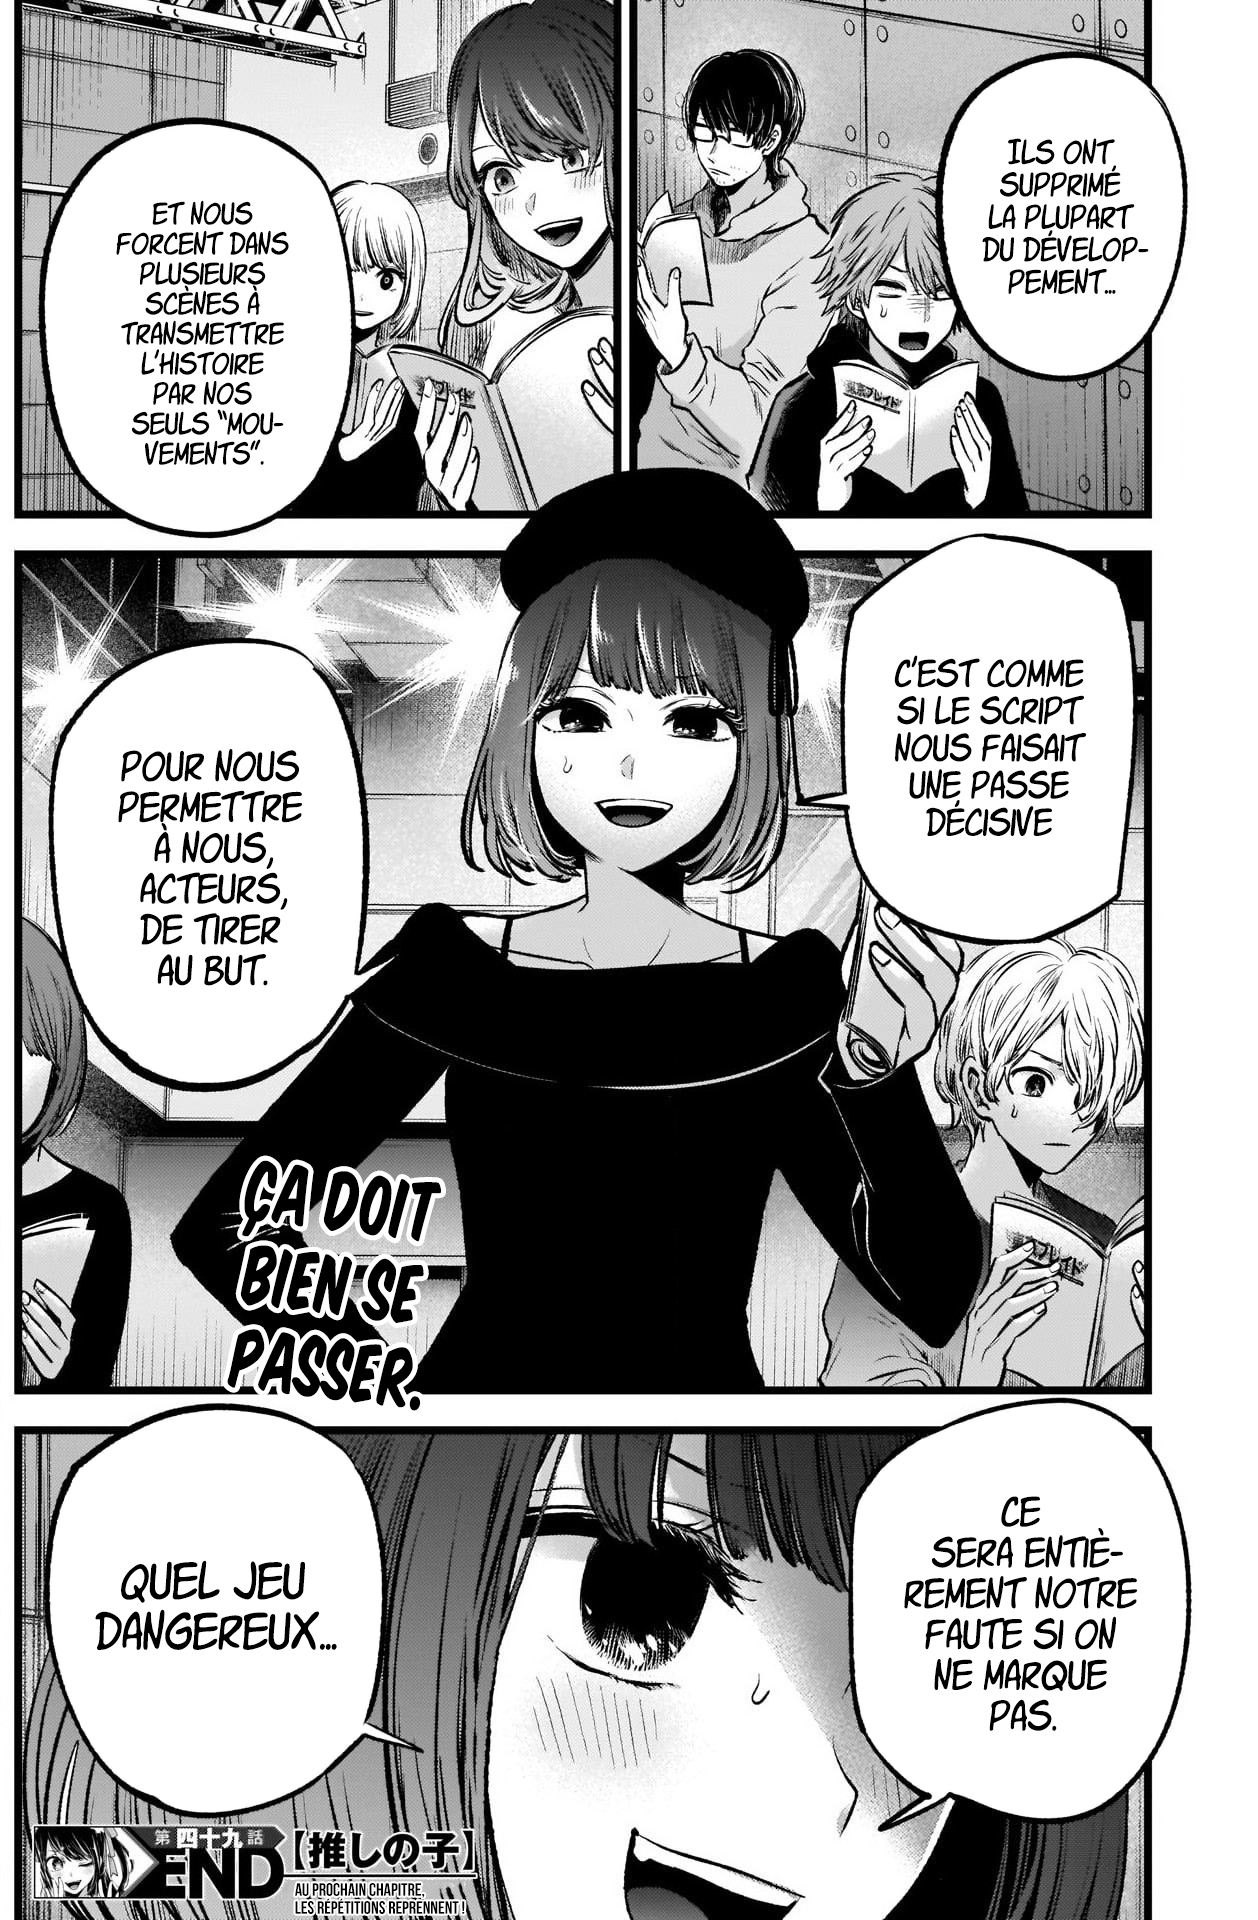 ILS ONT
SUPPRIMÉ
LA PLUPART
DU DÉVELOP-
PEMENT...
ET NOUS
FORCENT DANS
PLUSIEURS
SCÈNES À
TRANSMETTRE
L'HISTOIRE
PAR NOS
SEULS "MOU-
VEMENTS".
C'EST COMME
SI LE SCRIPT
NOUS FAISAIT
UNE PASSE
DÉCISIVE
POUR NOUS
PERMETTRE
À NOUS,
ACTEURS,
DE TIRER
AU BUT.
ÇA DOIT
BIEN SE
PASSER.
CE
SERA ENTIÈ-
REMENT NOTRE
FAUTE SI ON
NE MARQUE
PAS.
QUEL JEU
DANGEREUX...
第四十九話
END
【推しの子】
AU PROCHAIN CHAPITRE,
LES RÉPÉTITIONS REPRENNENT !